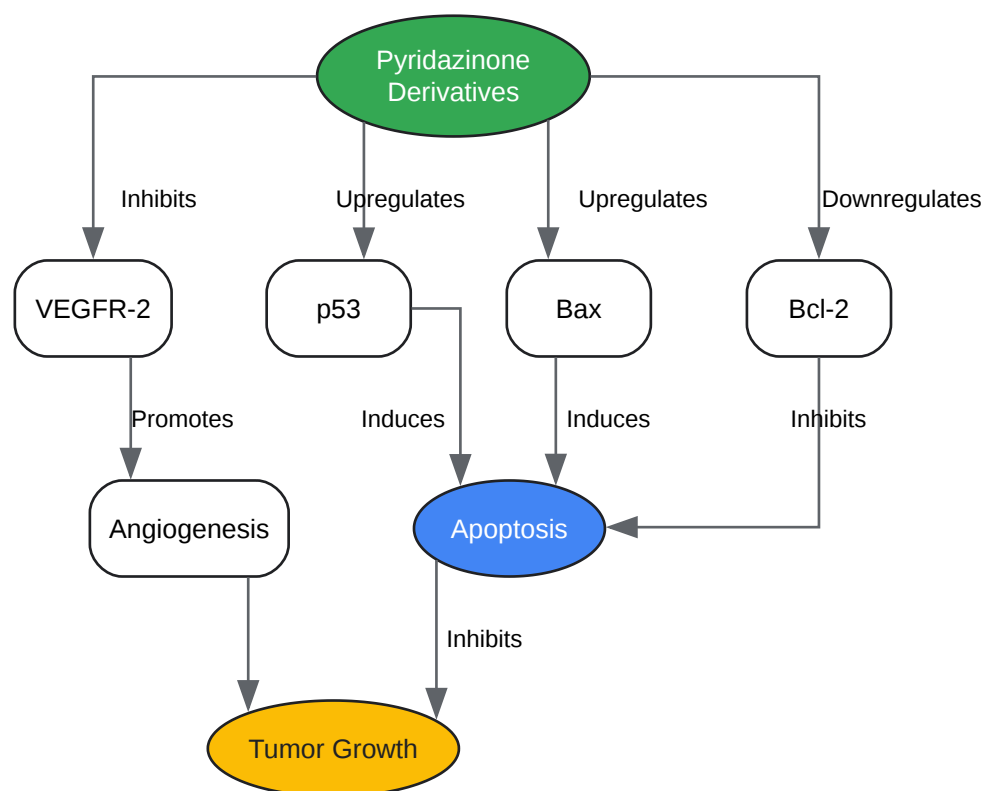 Pyridazinone
Derivatives
Inhibits
Upregulates
Upregulates
Downregulates
VEGFR-2
p53
Bax
Bcl-2
Promotes
Induces
Induces
Inhibits
Angiogenesis
Apoptosis
Inhibits
Tumor Growth